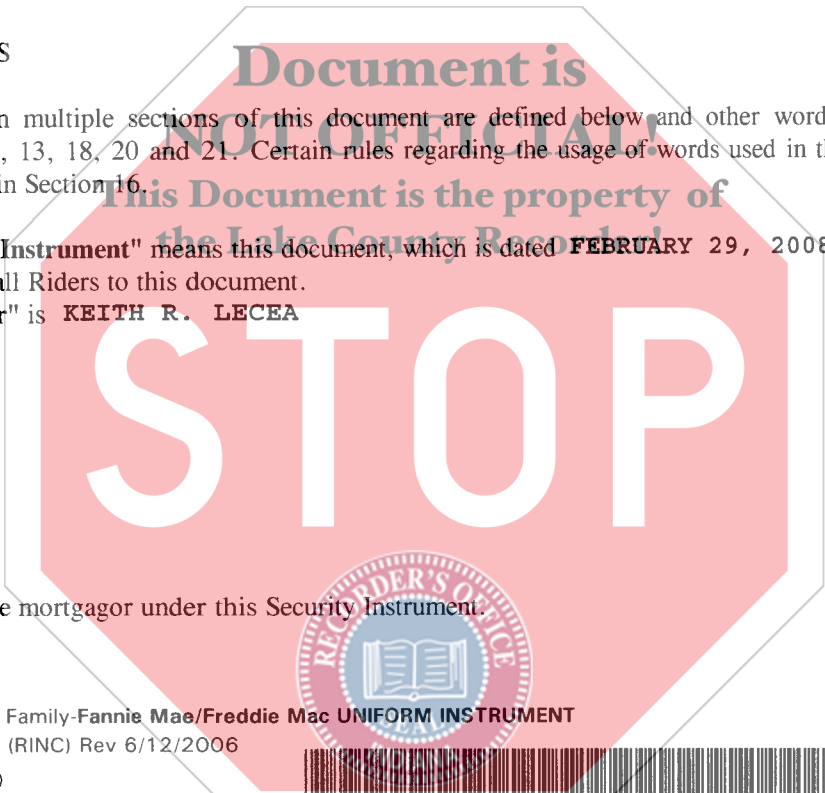 S
Document is
n multiple sections of this document are defined below and other word
NOT OFFICIAL!
, 13, 18, 20 and 21. Certain rules regarding the usage of words used in t
in Section 16.
This Document is the property of
the Lake County Recorder!
Instrument" means this document, which is dated FEBRUARY 29, 2008
all Riders to this document.
r" is KEITH R. LECEA
STOP
e mortgagor under this Security Instrument.
RECORDER'S OFFICE
SEAL
INDIANA
Family-Fannie Mae/Freddie Mac UNIFORM INSTRUMENT
(RINC) Rev 6/12/2006
)